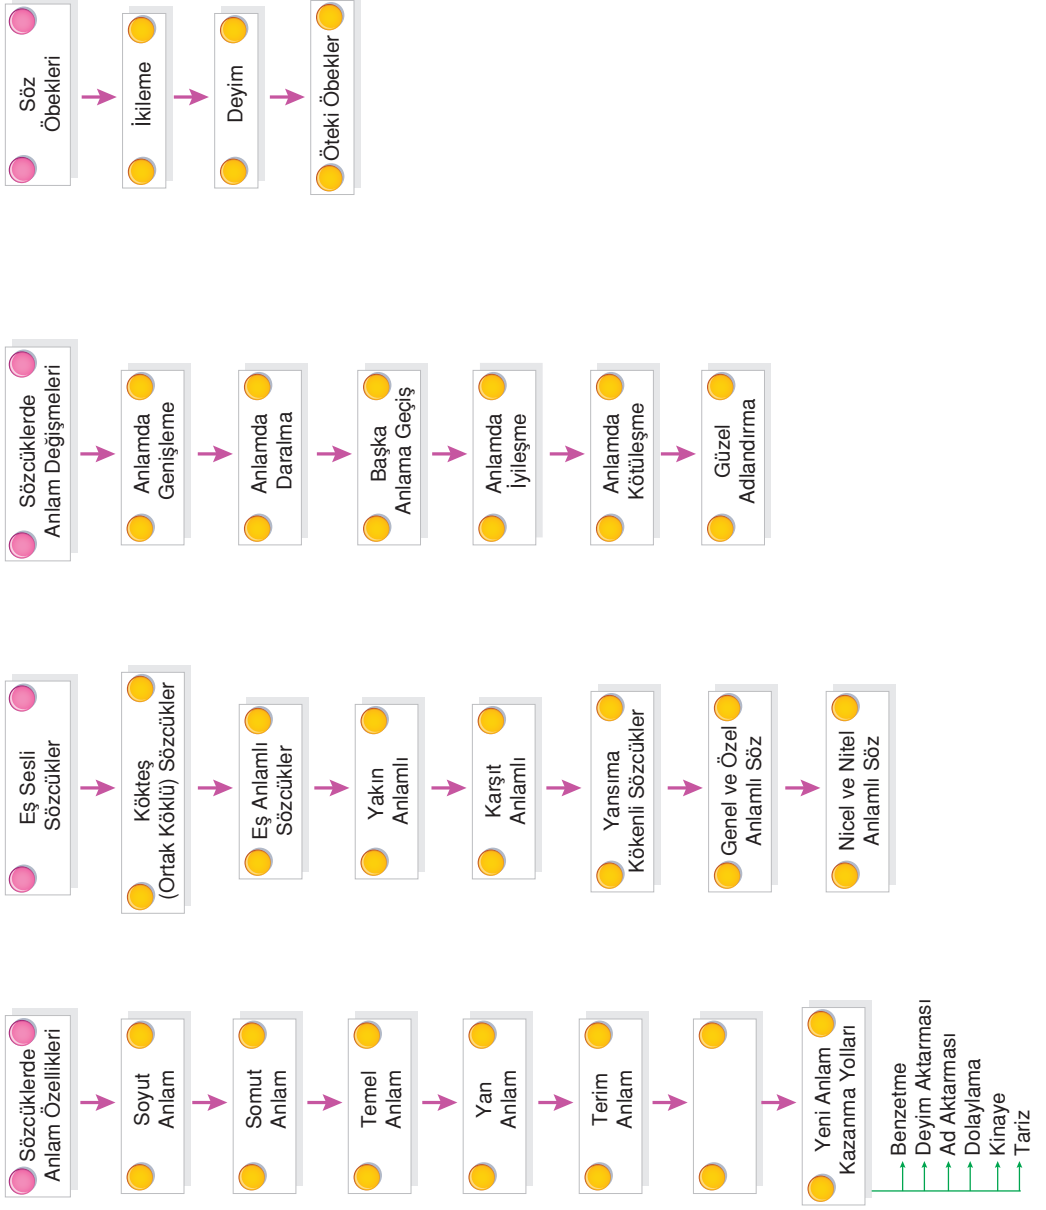 Sözcüklerde
Anlam Özellikleri
Soyut
Anlam
Somut
Anlam
Temel
Anlam
Yan
Anlam
Terim
Anlam
Yeni Anlam
Kazanma Yolları
Benzetme
Deyim Aktarması
Ad Aktarması
Dolaylama
Kinaye
Tariz
Eş Sesli
Sözcükler
Kökteş
(Ortak Köklü) Sözcükler
Eş Anlamlı
Sözcükler
Yakın
Anlamlı
Karşıt
Anlamlı
Yansıma
Kökenli Sözcükler
Genel ve Özel
Anlamlı Söz
Nicel ve Nitel
Anlamlı Söz
Sözcüklerde
Anlam Değişmeleri
Anlamda
Genişleme
Anlamda
Daralma
Başka
Anlama Geçiş
Anlamda
İyileşme
Anlamda
Kötüleşme
Güzel
Adlandırma
Söz
Öbekleri
İkileme
Deyim
Öteki Öbekler